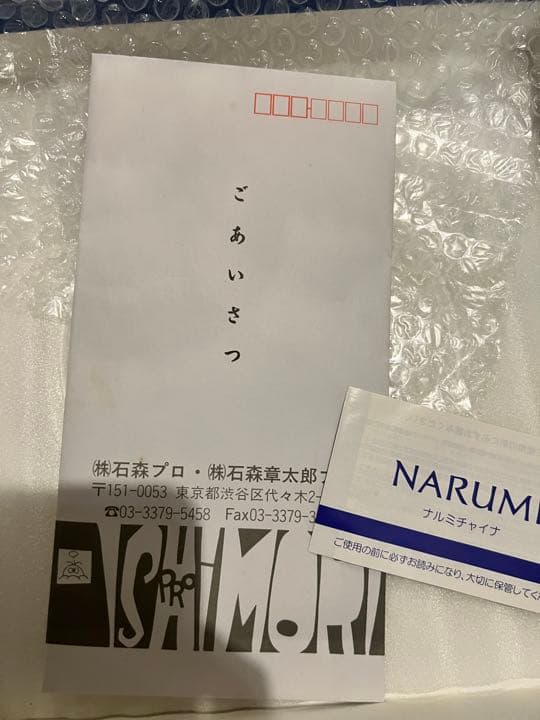 ごあいさつ
㈱石森プロ・㈱石森章太郎プ
〒151-0053 東京都渋谷区代々木2-
☎03-3379-5458 Fax03-3379-3
ISHIMORI
PRO
NARUMI
ナルミチャイナ
ご使用の前に必ずお読みになり、大切に保管してく